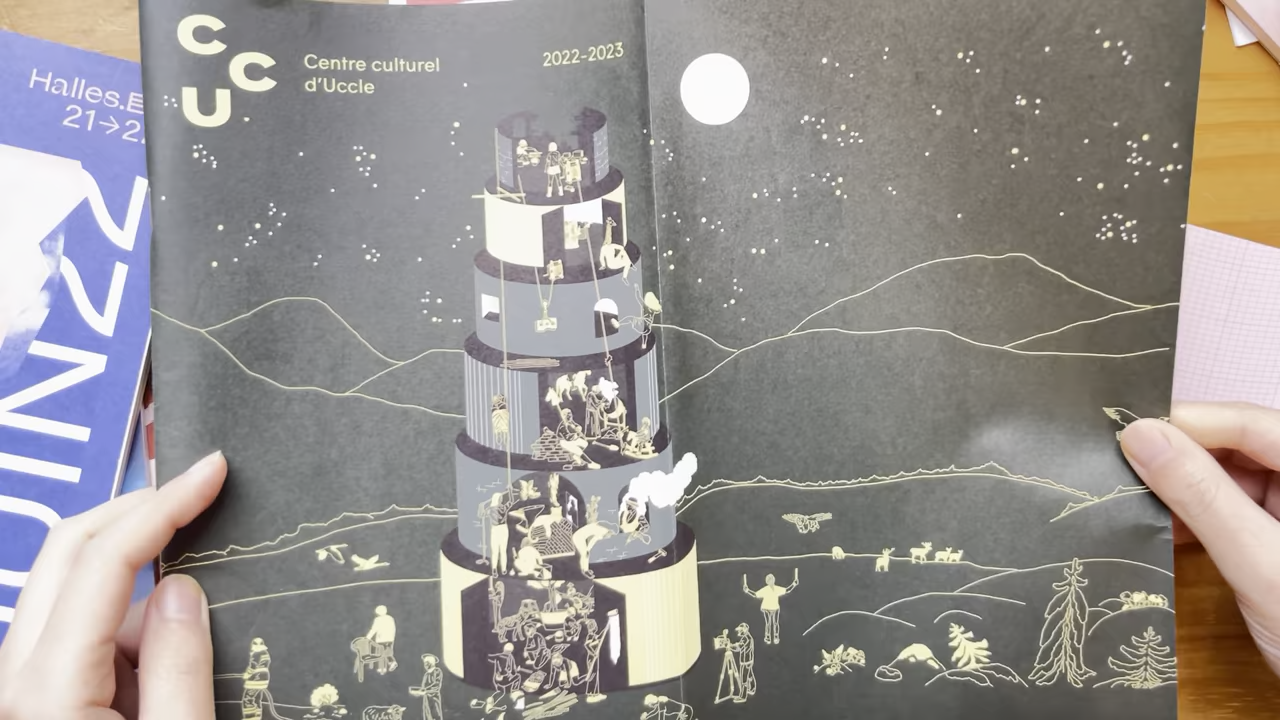 C
C
U
Centre culturel
d'Uccle
2022-2023
Halles.
21→2